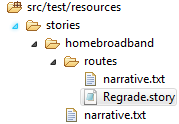 src/test/resources
stories
homebroadband
routes
narrative.txt
Regrade.story
narrative.txt